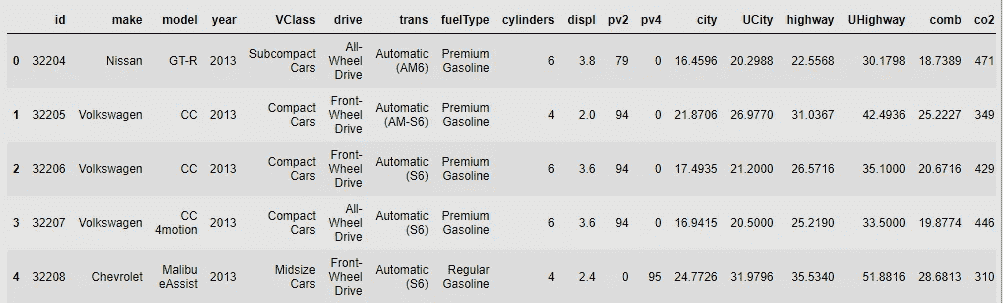 id make model year VClass drive trans fuelType cylinders displ pv2 pv4 city UCity highway UHighway comb co2
0 32204 Nissan GT-R 2013 Subcompact Cars All-Wheel Drive Automatic (AM6) Premium Gasoline 6 3.8 79 0 16.4596 20.2988 22.5568 30.1798 18.7389 471
1 32205 Volkswagen CC 2013 Compact Cars Front-Wheel Drive Automatic (AM-S6) Premium Gasoline 4 2.0 94 0 21.8706 26.9770 31.0367 42.4936 25.2227 349
2 32206 Volkswagen CC 2013 Compact Cars Front-Wheel Drive Automatic (S6) Premium Gasoline 6 3.6 94 0 17.4935 21.2000 26.5716 35.1000 20.6716 429
3 32207 Volkswagen CC 4motion 2013 Compact Cars All-Wheel Drive Automatic (S6) Premium Gasoline 6 3.6 94 0 16.9415 20.5000 25.2190 33.5000 19.8774 446
4 32208 Chevrolet Malibu eAssist 2013 Midsize Cars Front-Wheel Drive Automatic (S6) Regular Gasoline 4 2.4 0 95 24.7726 31.9796 35.5340 51.8816 28.6813 310